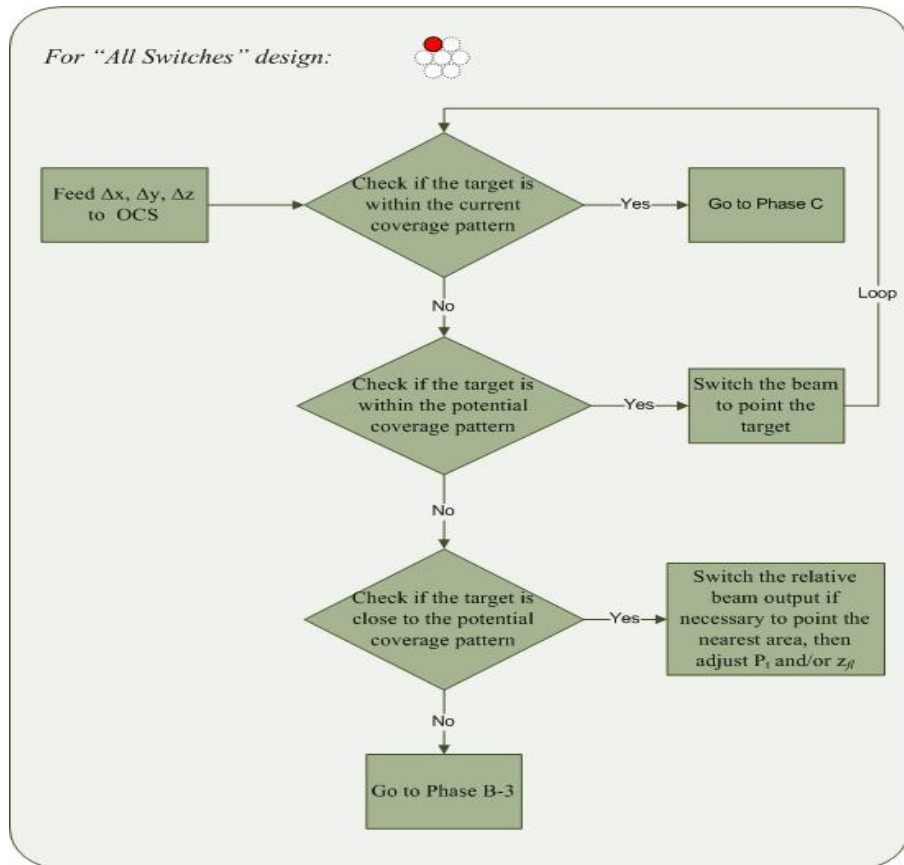 For “All Switches” design:
Feed Δx, Δy, Δz
to OCS
Check if the target is
within the current
coverage pattern
Yes
Go to Phase C
Loop
No
Check if the target is
within the potential
coverage pattern
Yes
Switch the beam
to point the
target
No
Check if the target is
close to the potential
coverage pattern
Yes
Switch the relative
beam output if
necessary to point the
nearest area, then
adjust Pt and/or zfl
No
Go to Phase B-3